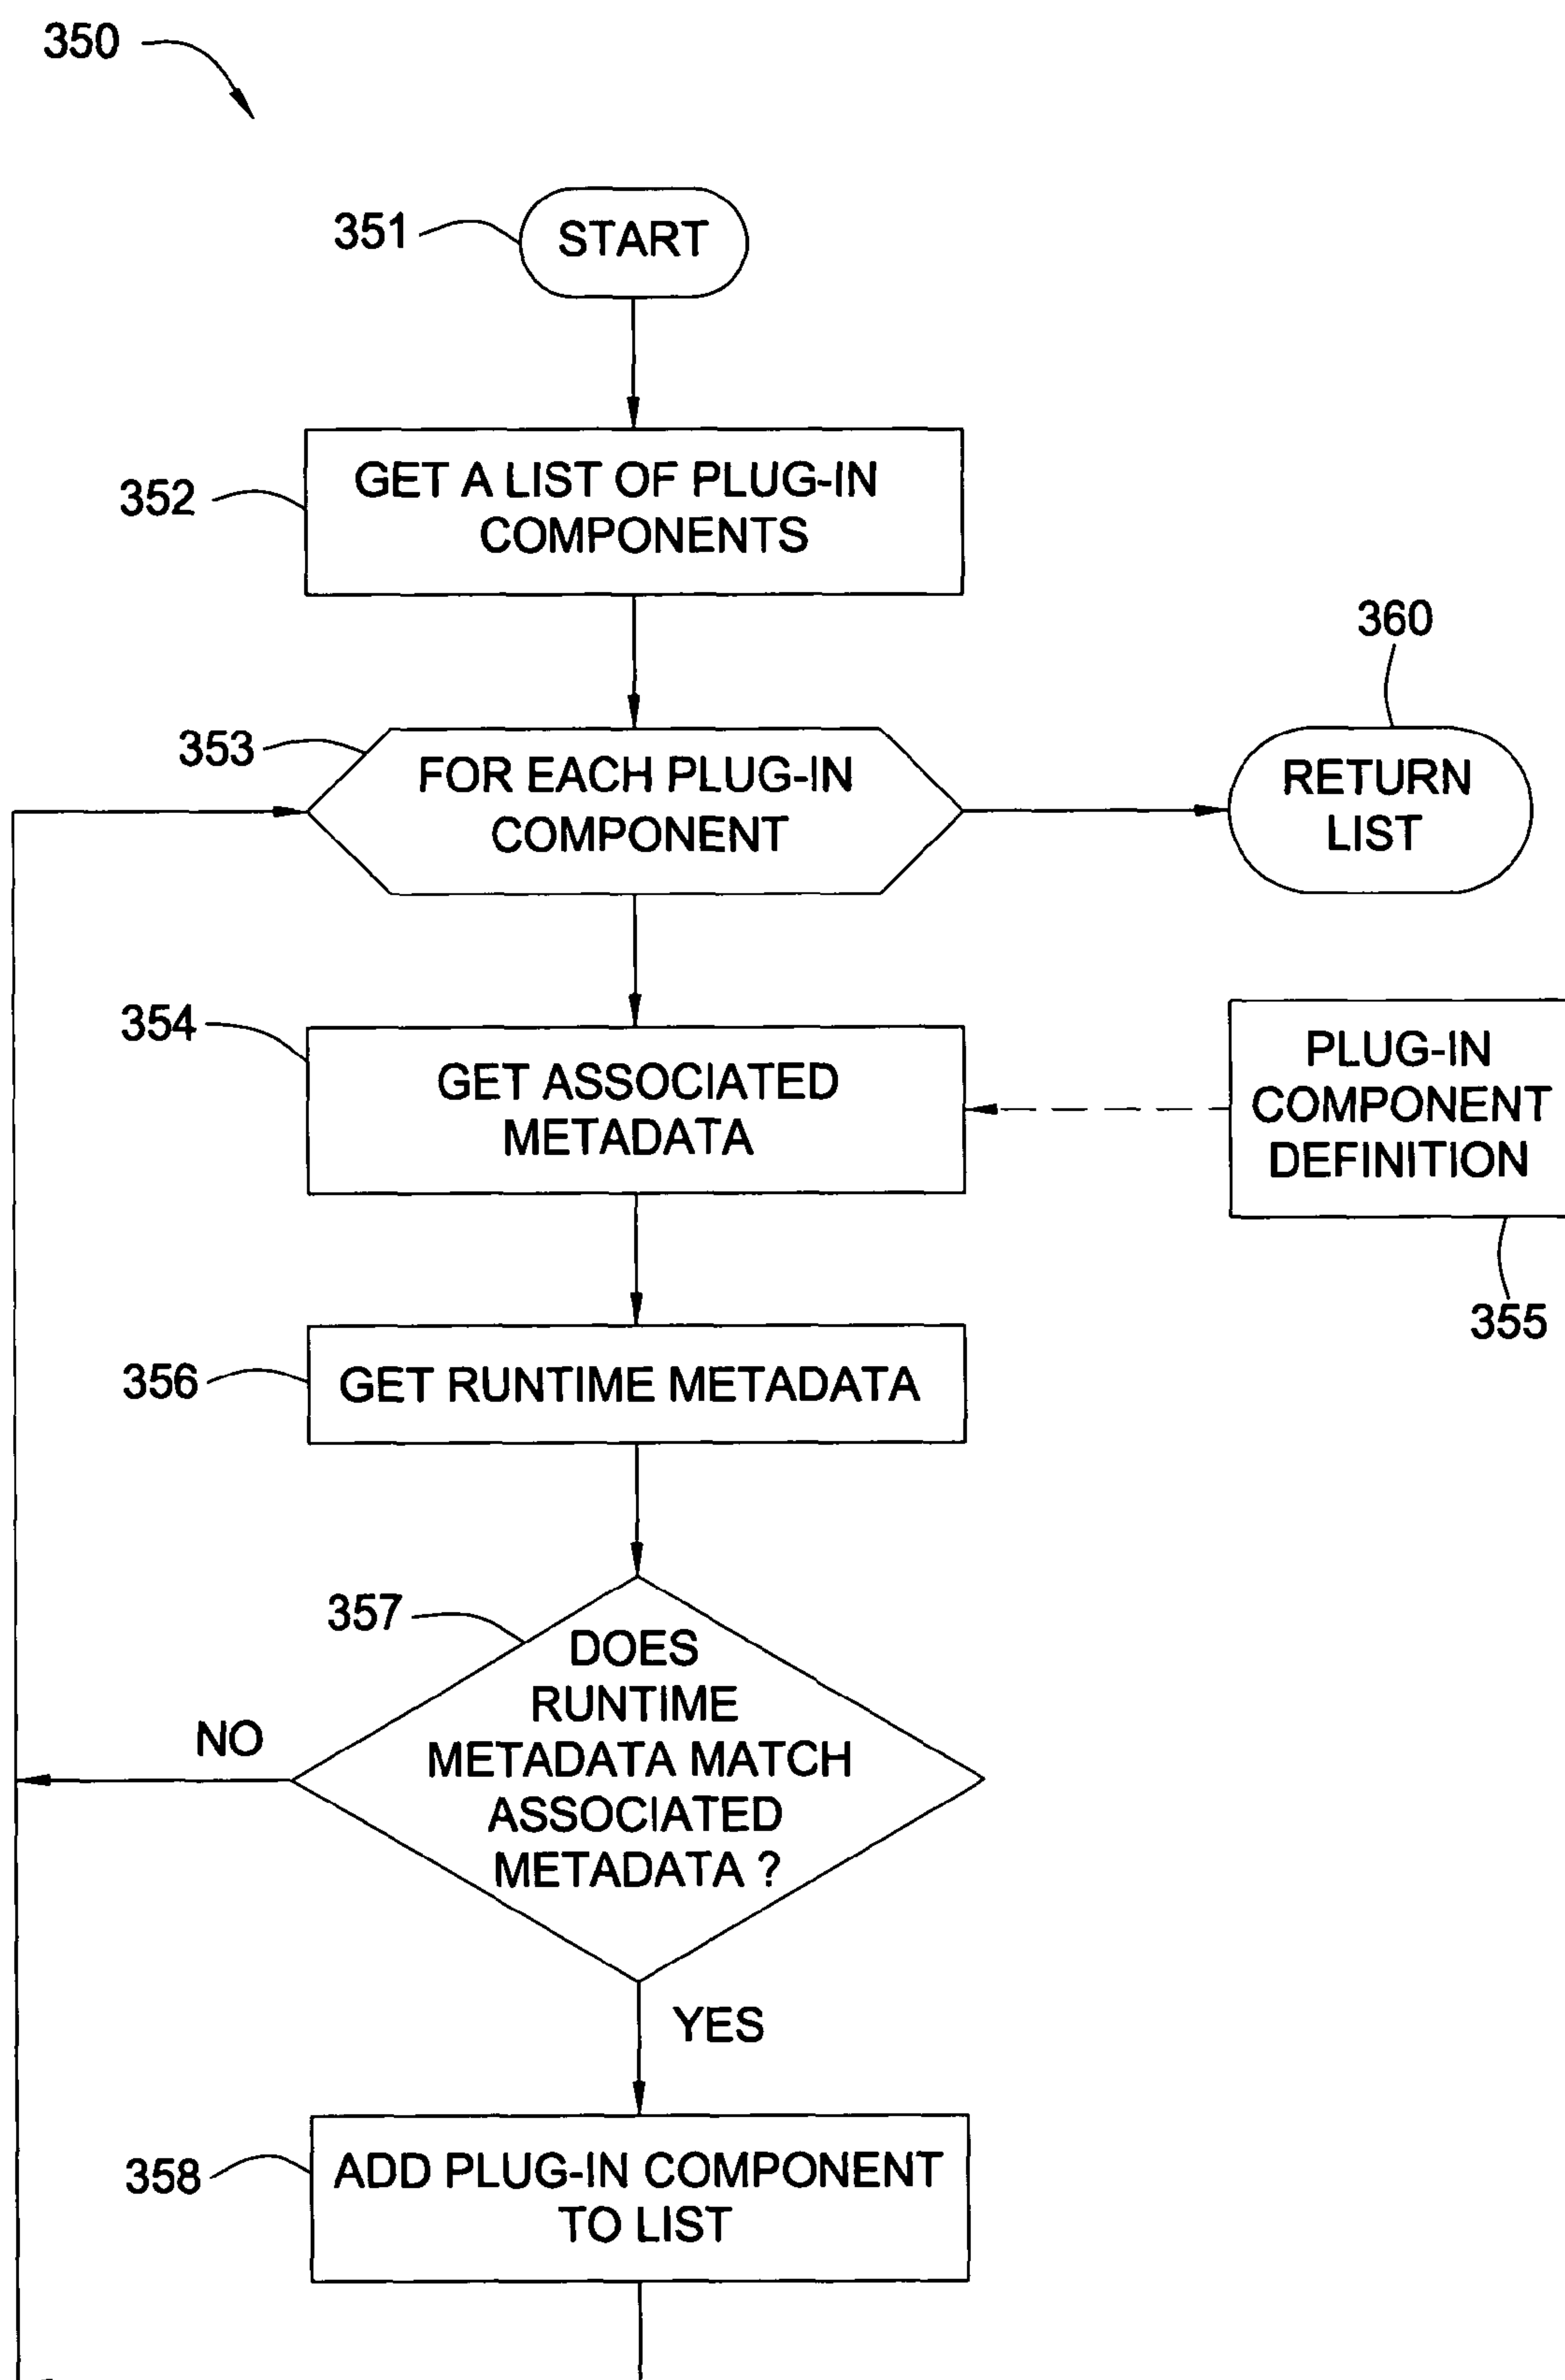 350
351
START
352
GET A LIST OF PLUG-IN
COMPONENTS
360
353
FOR EACH PLUG-IN
COMPONENT
RETURN
LIST
354
GET ASSOCIATED
METADATA
PLUG-IN
COMPONENT
DEFINITION
355
356
GET RUNTIME METADATA
357
DOES
RUNTIME
METADATA MATCH
ASSOCIATED
METADATA ?
NO
YES
358
ADD PLUG-IN COMPONENT
TO LIST